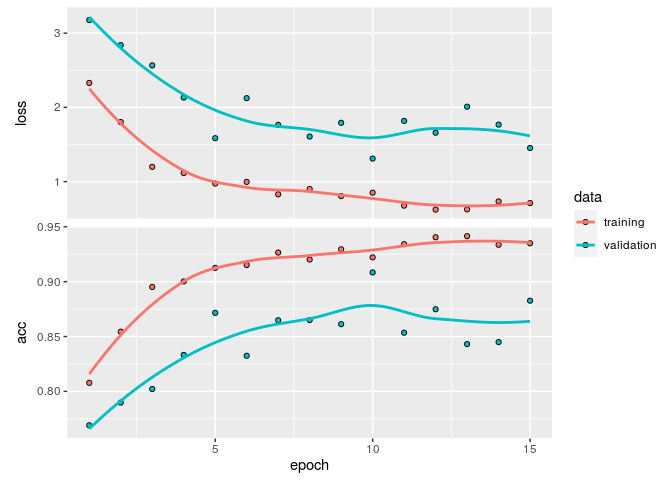 3
2
1
loss
0.95
0.90
0.85
0.80
acc
5 10 15
epoch
data
training
validation